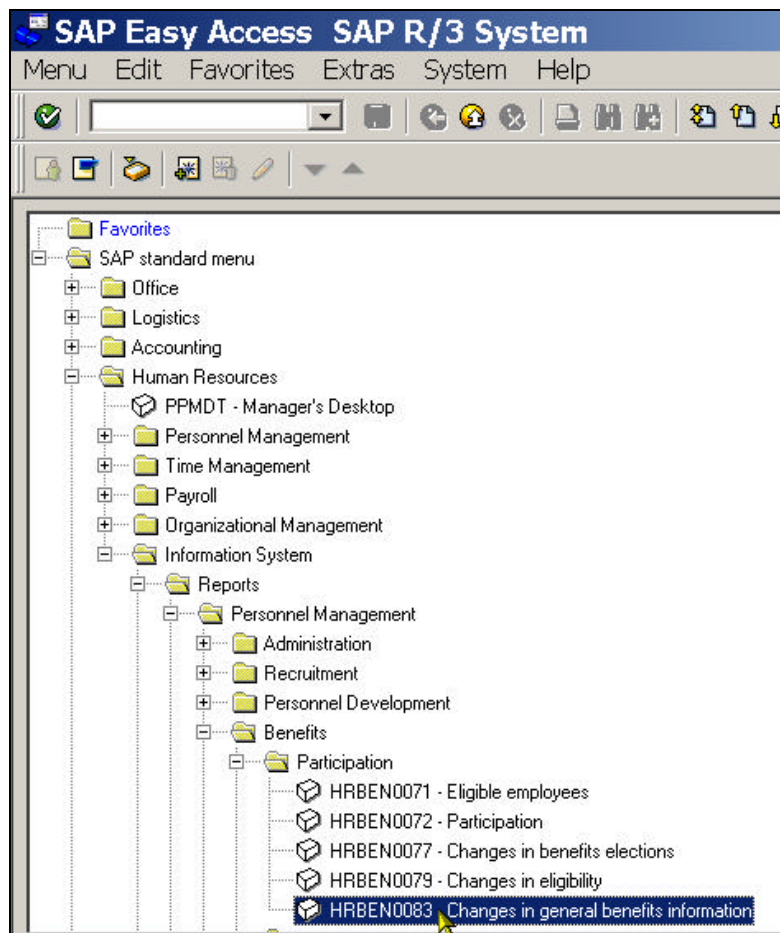 SAP Easy Access SAP R/3 System
Menu Edit Favorites Extras System Help
Favorites
SAP standard menu
Office
Logistics
Accounting
Human Resources
PPMDT - Manager's Desktop
Personnel Management
Time Management
Payroll
Organizational Management
Information System
Reports
Personnel Management
Administration
Recruitment
Personnel Development
Benefits
Participation
HRBEN0071 - Eligible employees
HRBEN0072 - Participation
HRBEN0077 - Changes in benefits elections
HRBEN0079 - Changes in eligibility
HRBEN0083 - Changes in general benefits information